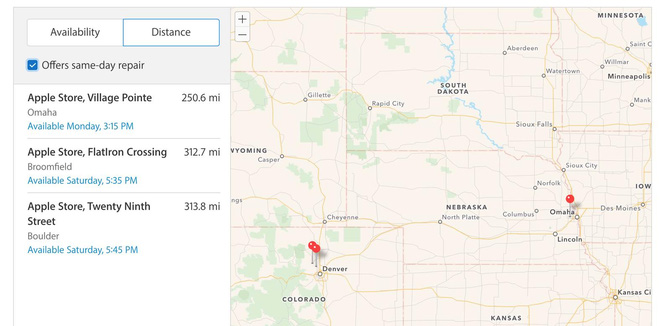 Availability
Distance
Offers same-day repair
Apple Store, Village Pointe 250.6 mi
Omaha
Available Monday, 3:15 PM
Apple Store, FlatIron Crossing 312.7 mi
Broomfield
Available Saturday, 5:35 PM
Apple Store, Twenty Ninth 313.8 mi
Street
Boulder
Available Saturday, 5:45 PM
+
−
MINNESOTA
Aberdeen
Saint C
Willmar
Watertown
Minneapolis
SOUTH
DAKOTA
Gillette
Rapid City
Mank
Sioux-Falls
WYOMING
Casper
Sioux City
Norfolk
IOW
ngs
NEBRASKA
Columbus
Omaha
Des Moines
Cheyenne
North Platte
Lincoln
Denver
Kansas Ci
COLORADO
KANSAS